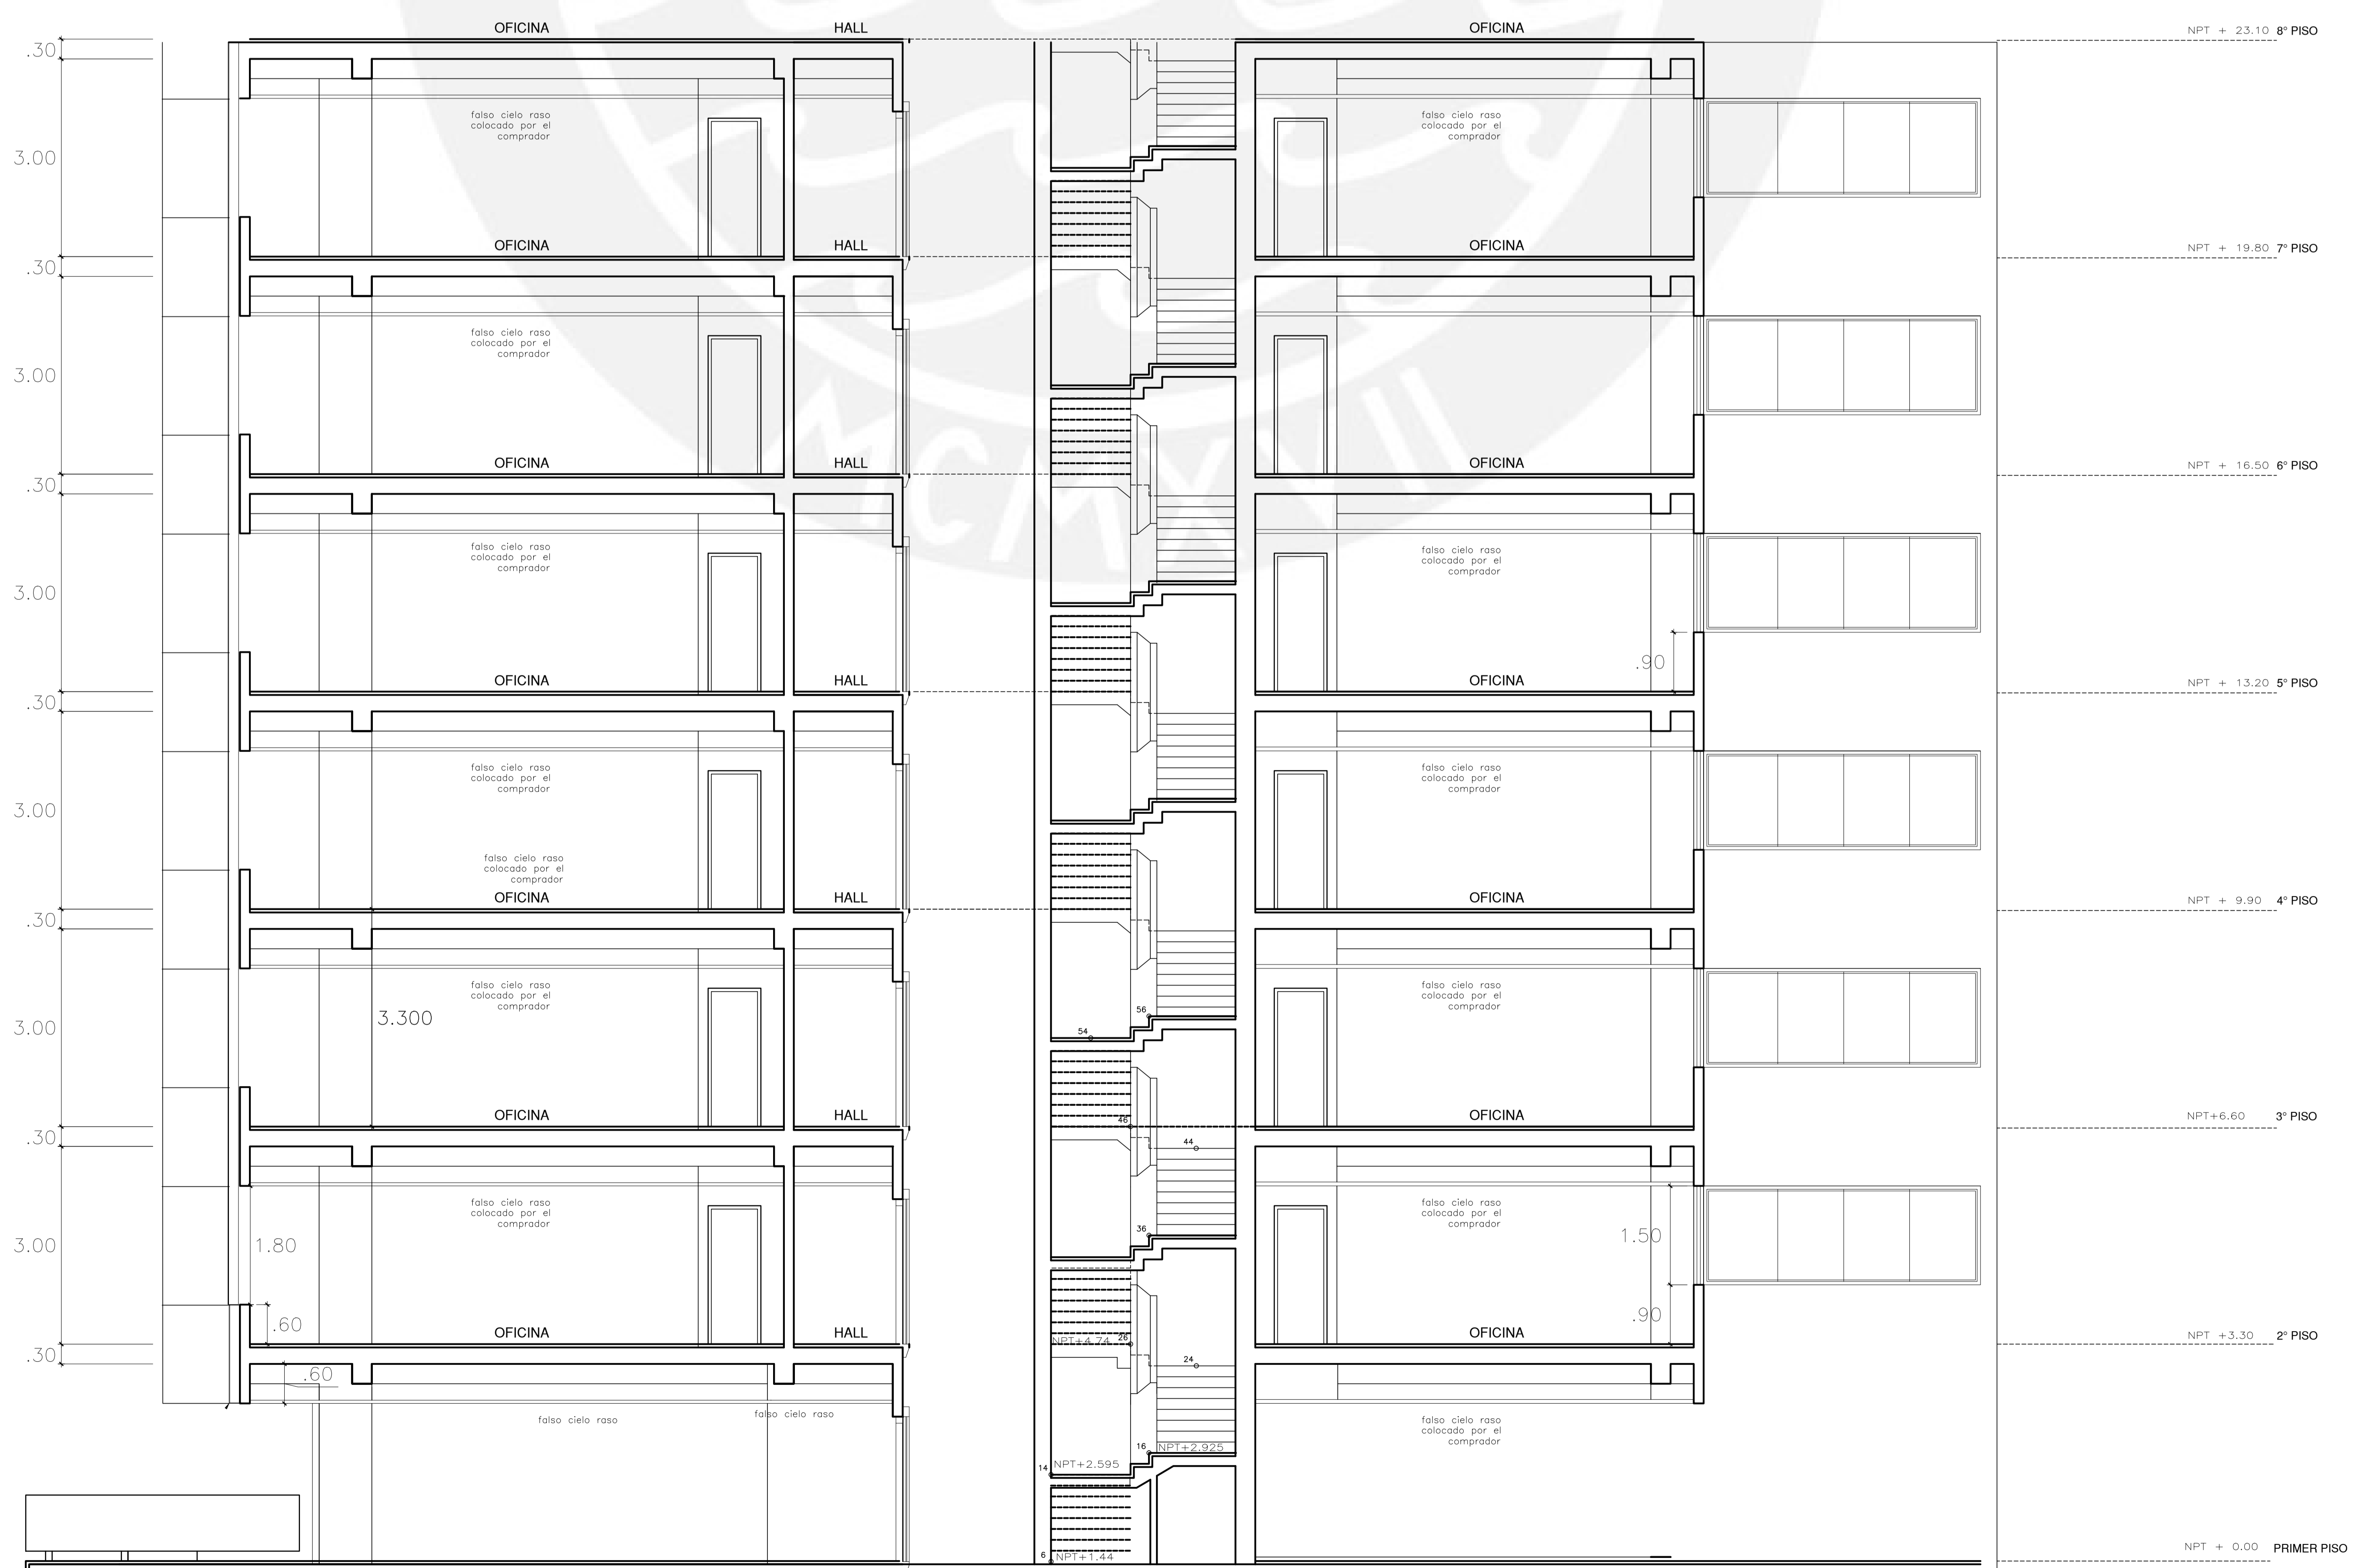 OFICINA HALL OFICINA NPT + 23.10 8° PISO
.30
falso cielo raso
colocado por el
comprador
falso cielo raso
colocado por el
comprador
3.00
OFICINA HALL OFICINA NPT + 19.80 7° PISO
.30
falso cielo raso
colocado por el
comprador
falso cielo raso
colocado por el
comprador
3.00
OFICINA HALL OFICINA NPT + 16.50 6° PISO
.30
MCMXVII
falso cielo raso
colocado por el
comprador
falso cielo raso
colocado por el
comprador
3.00
.90
OFICINA HALL OFICINA NPT + 13.20 5° PISO
.30
falso cielo raso
colocado por el
comprador
falso cielo raso
colocado por el
comprador
3.00
falso cielo raso
colocado por el
comprador
OFICINA HALL OFICINA NPT + 9.90 4° PISO
.30
falso cielo raso
colocado por el
comprador
falso cielo raso
colocado por el
comprador
3.00
3.300
56
54
OFICINA HALL OFICINA NPT+6.60 3° PISO
46
.30
44
falso cielo raso
colocado por el
comprador
falso cielo raso
colocado por el
comprador
36
3.00
1.80
1.50
.60
.90
OFICINA HALL OFICINA NPT +3.30 2° PISO
NPT+4.74 26
.30
24
.60
falso cielo raso
falso cielo raso
falso cielo raso
colocado por el
comprador
16 NPT+2.925
14 NPT+2.595
6 NPT+1.44
NPT + 0.00 PRIMER PISO